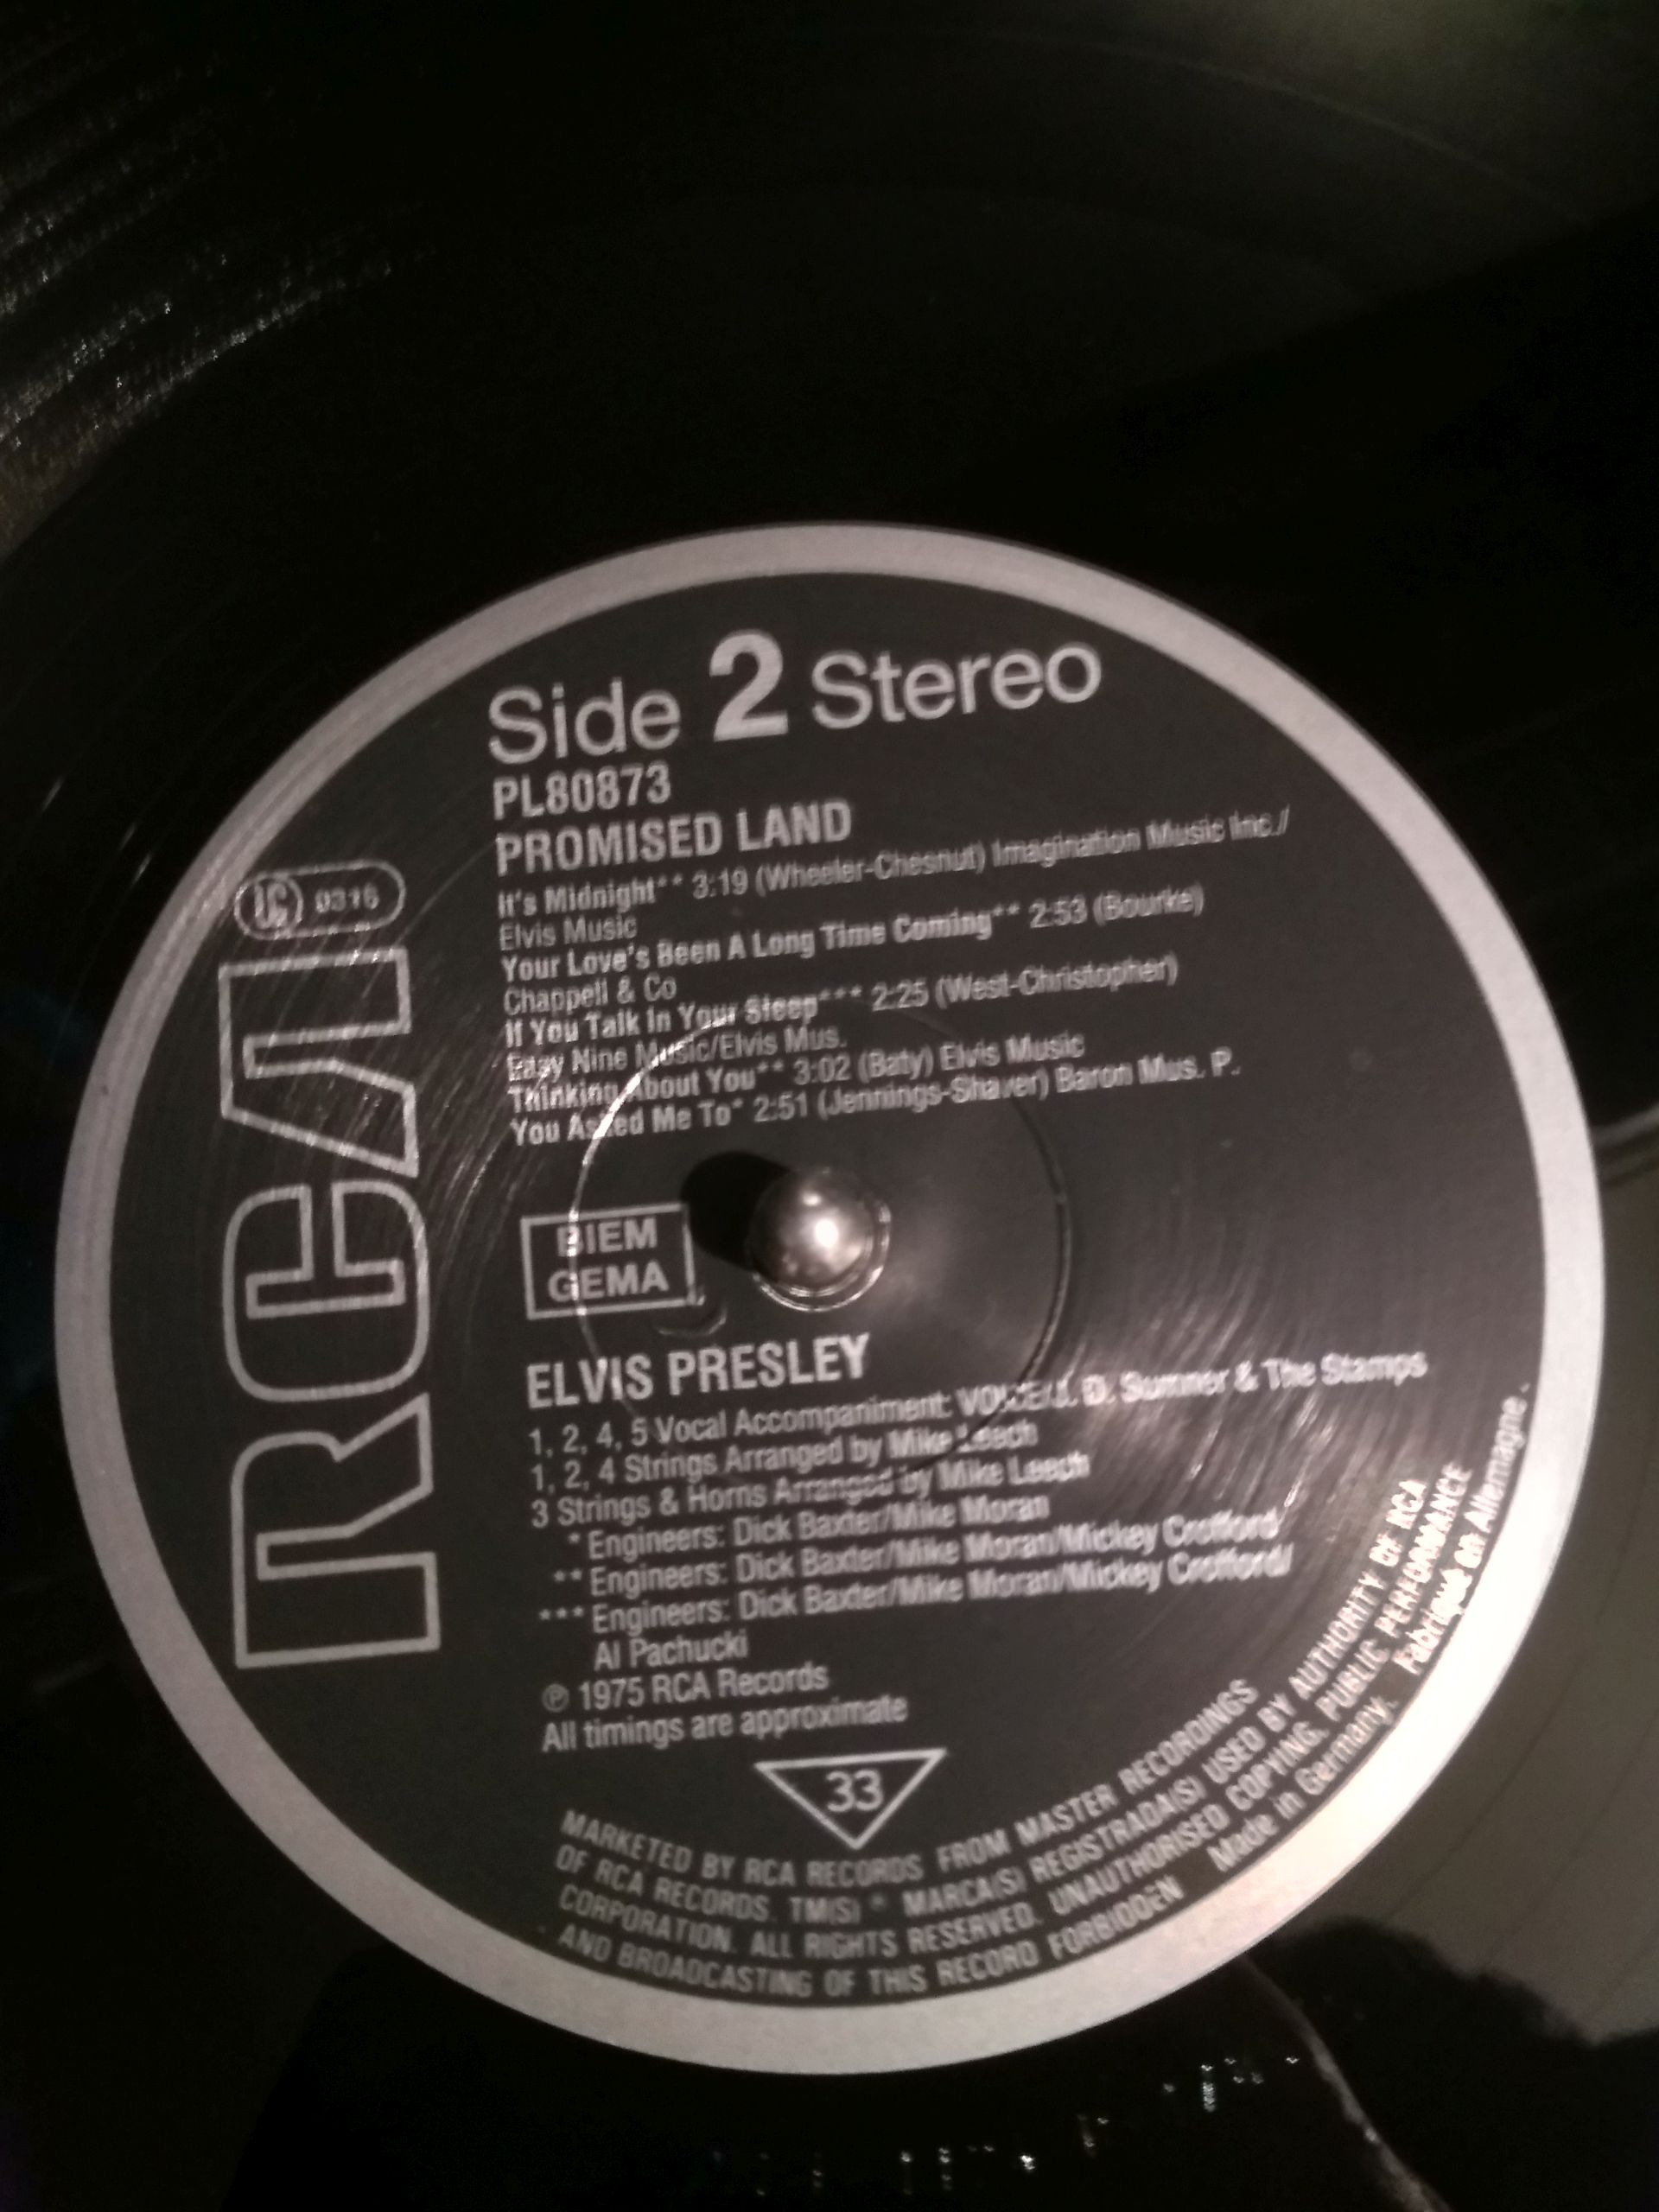 Side 2 Stereo
PL80873
PROMISED LAND
It's Midnight** 3:19 (Wheeler-Chesnut) Imagination Music Inc./
Elvis Music
Your Love's Been A Long Time Coming** 2:53 (Bourke)
Chappell & Co
If You Talk In Your Sleep*** 2:25 (West-Christopher)
Easy Nine Music/Elvis Mus.
Thinking About You** 3:02 (Baty) Elvis Music
You Asked Me To* 2:51 (Jennings-Shaver) Baron Mus. P.
LC 0316
RCA
BIEM
GEMA
ELVIS PRESLEY
1, 2, 4, 5 Vocal Accompaniment: VOICE/J. D. Sumner & The Stamps
1, 2, 4 Strings Arranged by Mike Leech
3 Strings & Horns Arranged by Mike Leech
* Engineers: Dick Baxter/Mike Moran
** Engineers: Dick Baxter/Mike Moran/Mickey Crofford/
*** Engineers: Dick Baxter/Mike Moran/Mickey Crofford/
Al Pachucki
℗ 1975 RCA Records
All timings are approximate
33
MARKETED BY RCA RECORDS FROM MASTER RECORDINGS
OF RCA RECORDS. TM(S) ® MARCA(S) REGISTRADA(S) USED BY AUTHORITY OF RCA
CORPORATION. ALL RIGHTS RESERVED. UNAUTHORISED COPYING, PUBLIC PERFORMANCE
AND BROADCASTING OF THIS RECORD FORBIDDEN Made in Germany. Fabriqué en Allemagne.